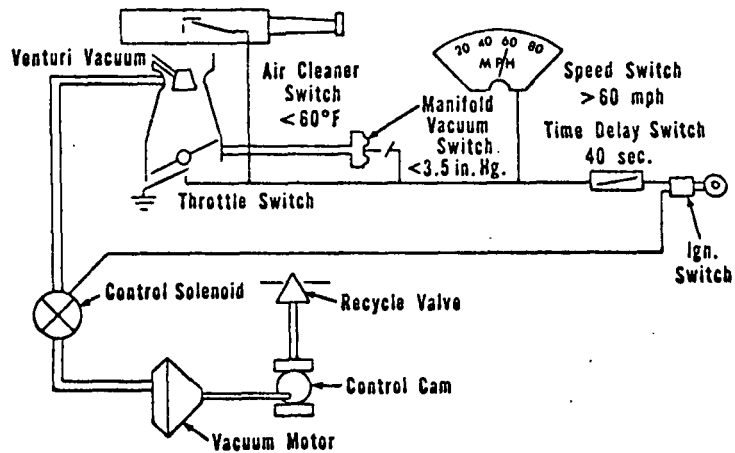 20 40 60 80
MPH
Venturi Vacuum
Air Cleaner
Switch
<60°F
Speed Switch
>60 mph
Manifold
Vacuum
Switch.
<3.5 in. Hg.
Time Delay Switch
40 sec.
Throttle Switch
Ign.
Switch
Control Solenoid
Recycle Valve
Control Cam
Vacuum Motor